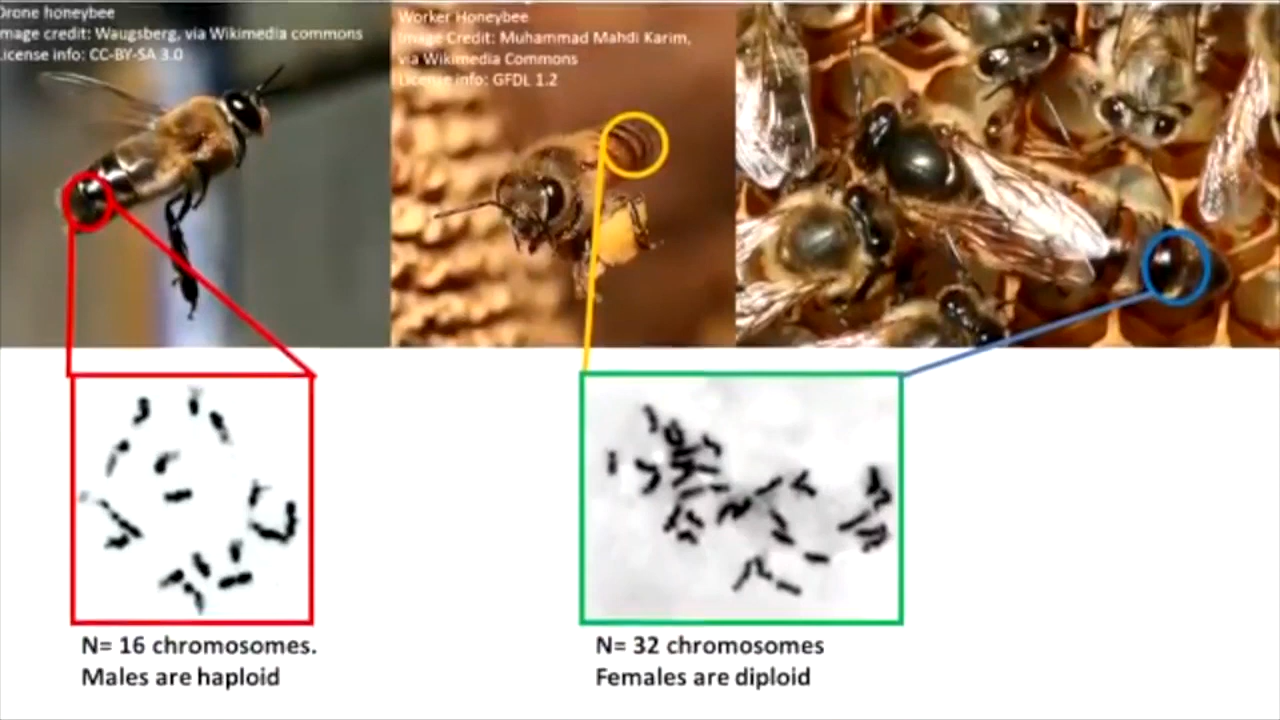 Drone honeybee
mage credit: Waugsberg, via Wikimedia commons
License info: CC-BY-SA 3.0
Worker Honeybee
Image Credit: Muhammad Mahdi Karim,
via Wikimedia Commons
License info: GFDL 1.2
N= 16 chromosomes.
Males are haploid
N= 32 chromosomes
Females are diploid